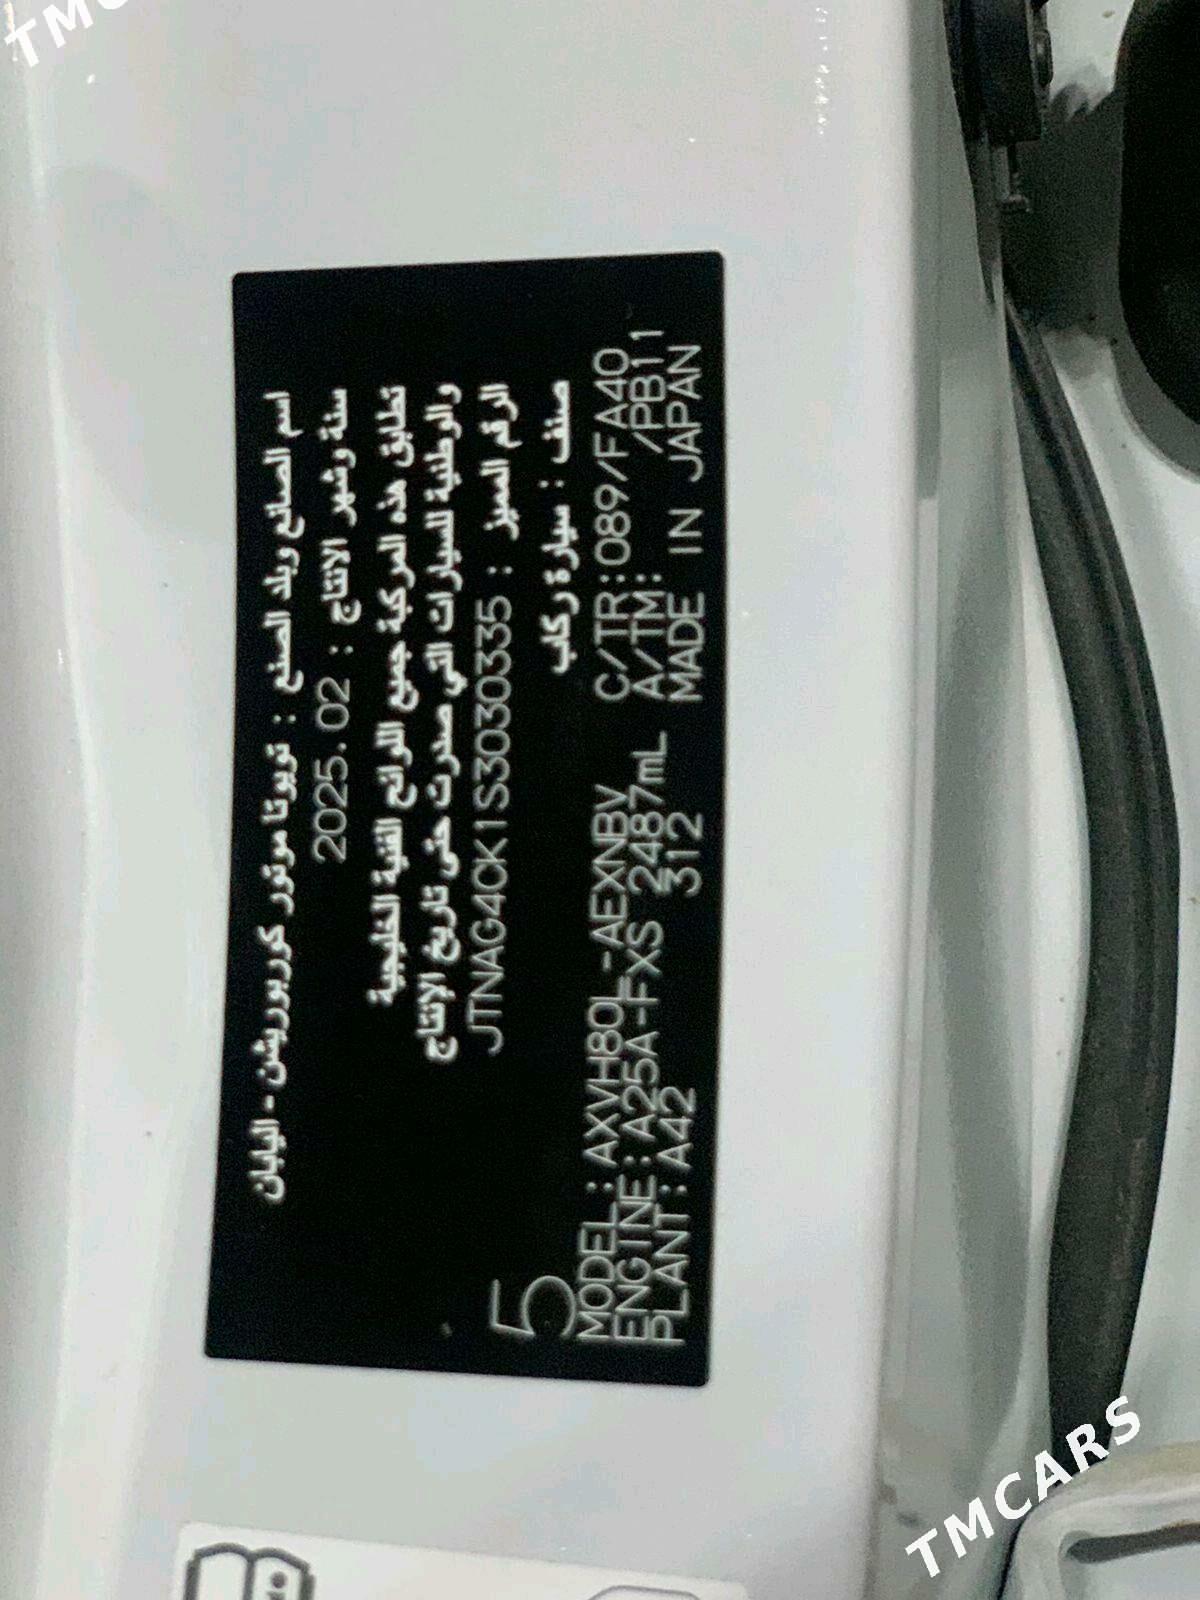 اسم الصانع وبلد الصنع : تويوتا موتور كوربوريشن - اليابان
سنة وشهر الانتاج : 2025.02
تطابق هذه المركبة جميع اللوائح الفنية الخليجية
والوطنية للسيارات التي صدرت حتى تاريخ الإنتاج
الرقم المميز : JTNAG4CK1S3030335
صنف : سيارة ركاب
5
MODEL : AXVH80L-AEXNBV C/TR:089/FA40
ENGINE : A25A-FXS 2487mL A/TM: /PB11
PLANT : A42 312 MADE IN JAPAN
TMCARS